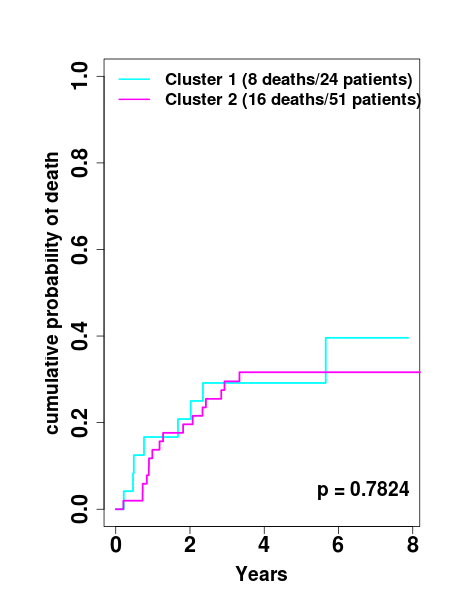 Cluster 1 (8 deaths/24 patients)
Cluster 2 (16 deaths/51 patients)
cumulative probability of death
1.0
0.8
0.6
0.4
0.2
0.0
p = 0.7824
0 2 4 6 8
Years